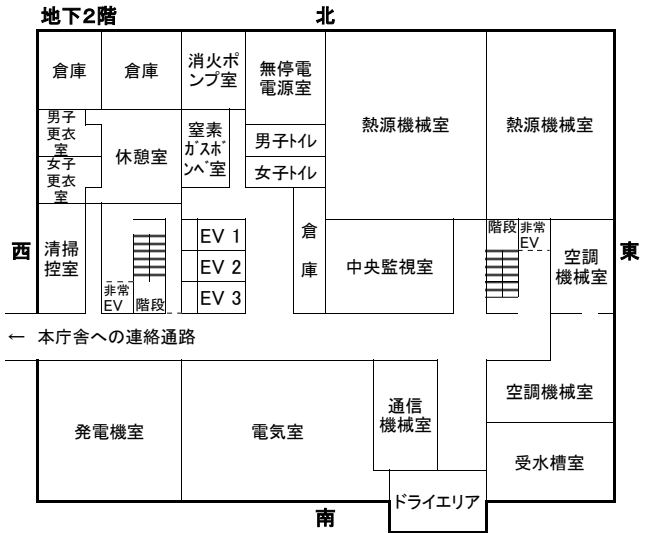 地下２階
北
倉庫
倉庫
消火ポ
ンプ室
無停電
電源室
熱源機械室
熱源機械室
男子
更衣
室
休憩室
窒素
ガスボ
ンベ室
男子トイレ
女子
更衣
室
女子トイレ
西
清掃
控室
EV 1
EV 2
EV 3
倉
庫
中央監視室
階段
非常
EV
空調
機械室
東
非常
EV
階段
← 本庁舎への連絡通路
発電機室
電気室
通信
機械室
空調機械室
受水槽室
ドライエリア
南